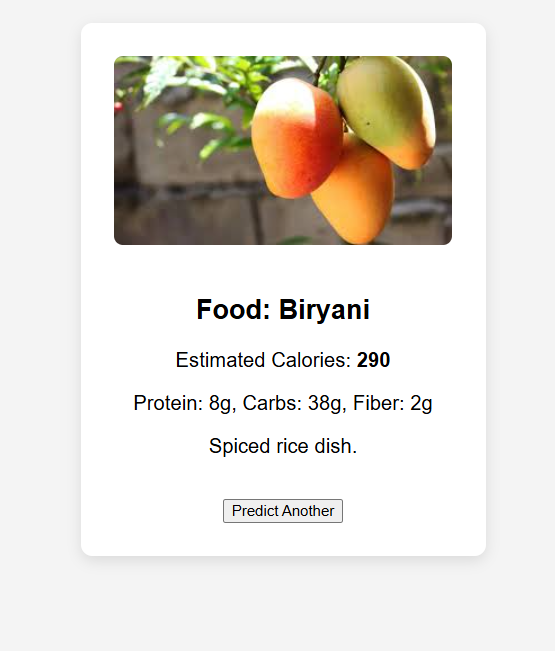 Food: Biryani
Estimated Calories: 290
Protein: 8g, Carbs: 38g, Fiber: 2g
Spiced rice dish.
Predict Another